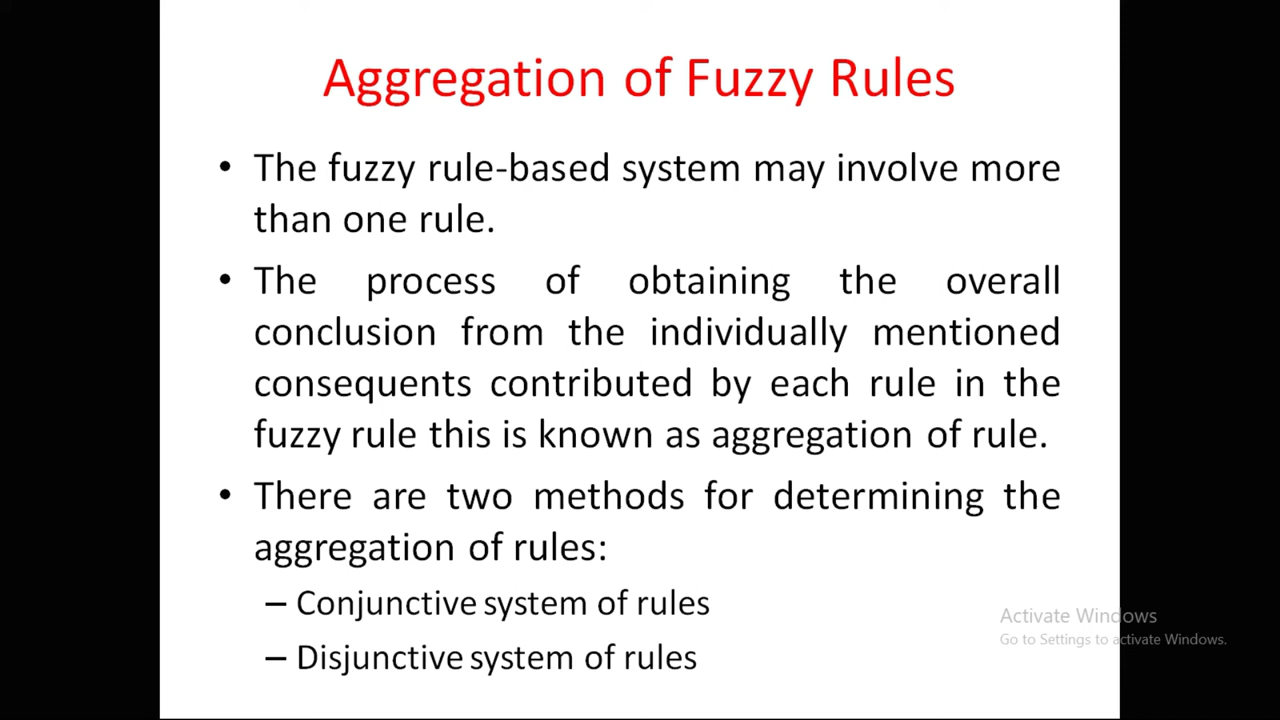 Aggregation of Fuzzy Rules
• The fuzzy rule-based system may involve more
than one rule.
• The process of obtaining the overall
conclusion from the individually mentioned
consequents contributed by each rule in the
fuzzy rule this is known as aggregation of rule.
• There are two methods for determining the
aggregation of rules:
– Conjunctive system of rules
– Disjunctive system of rules
Activate Windows
Go to Settings to activate Windows.